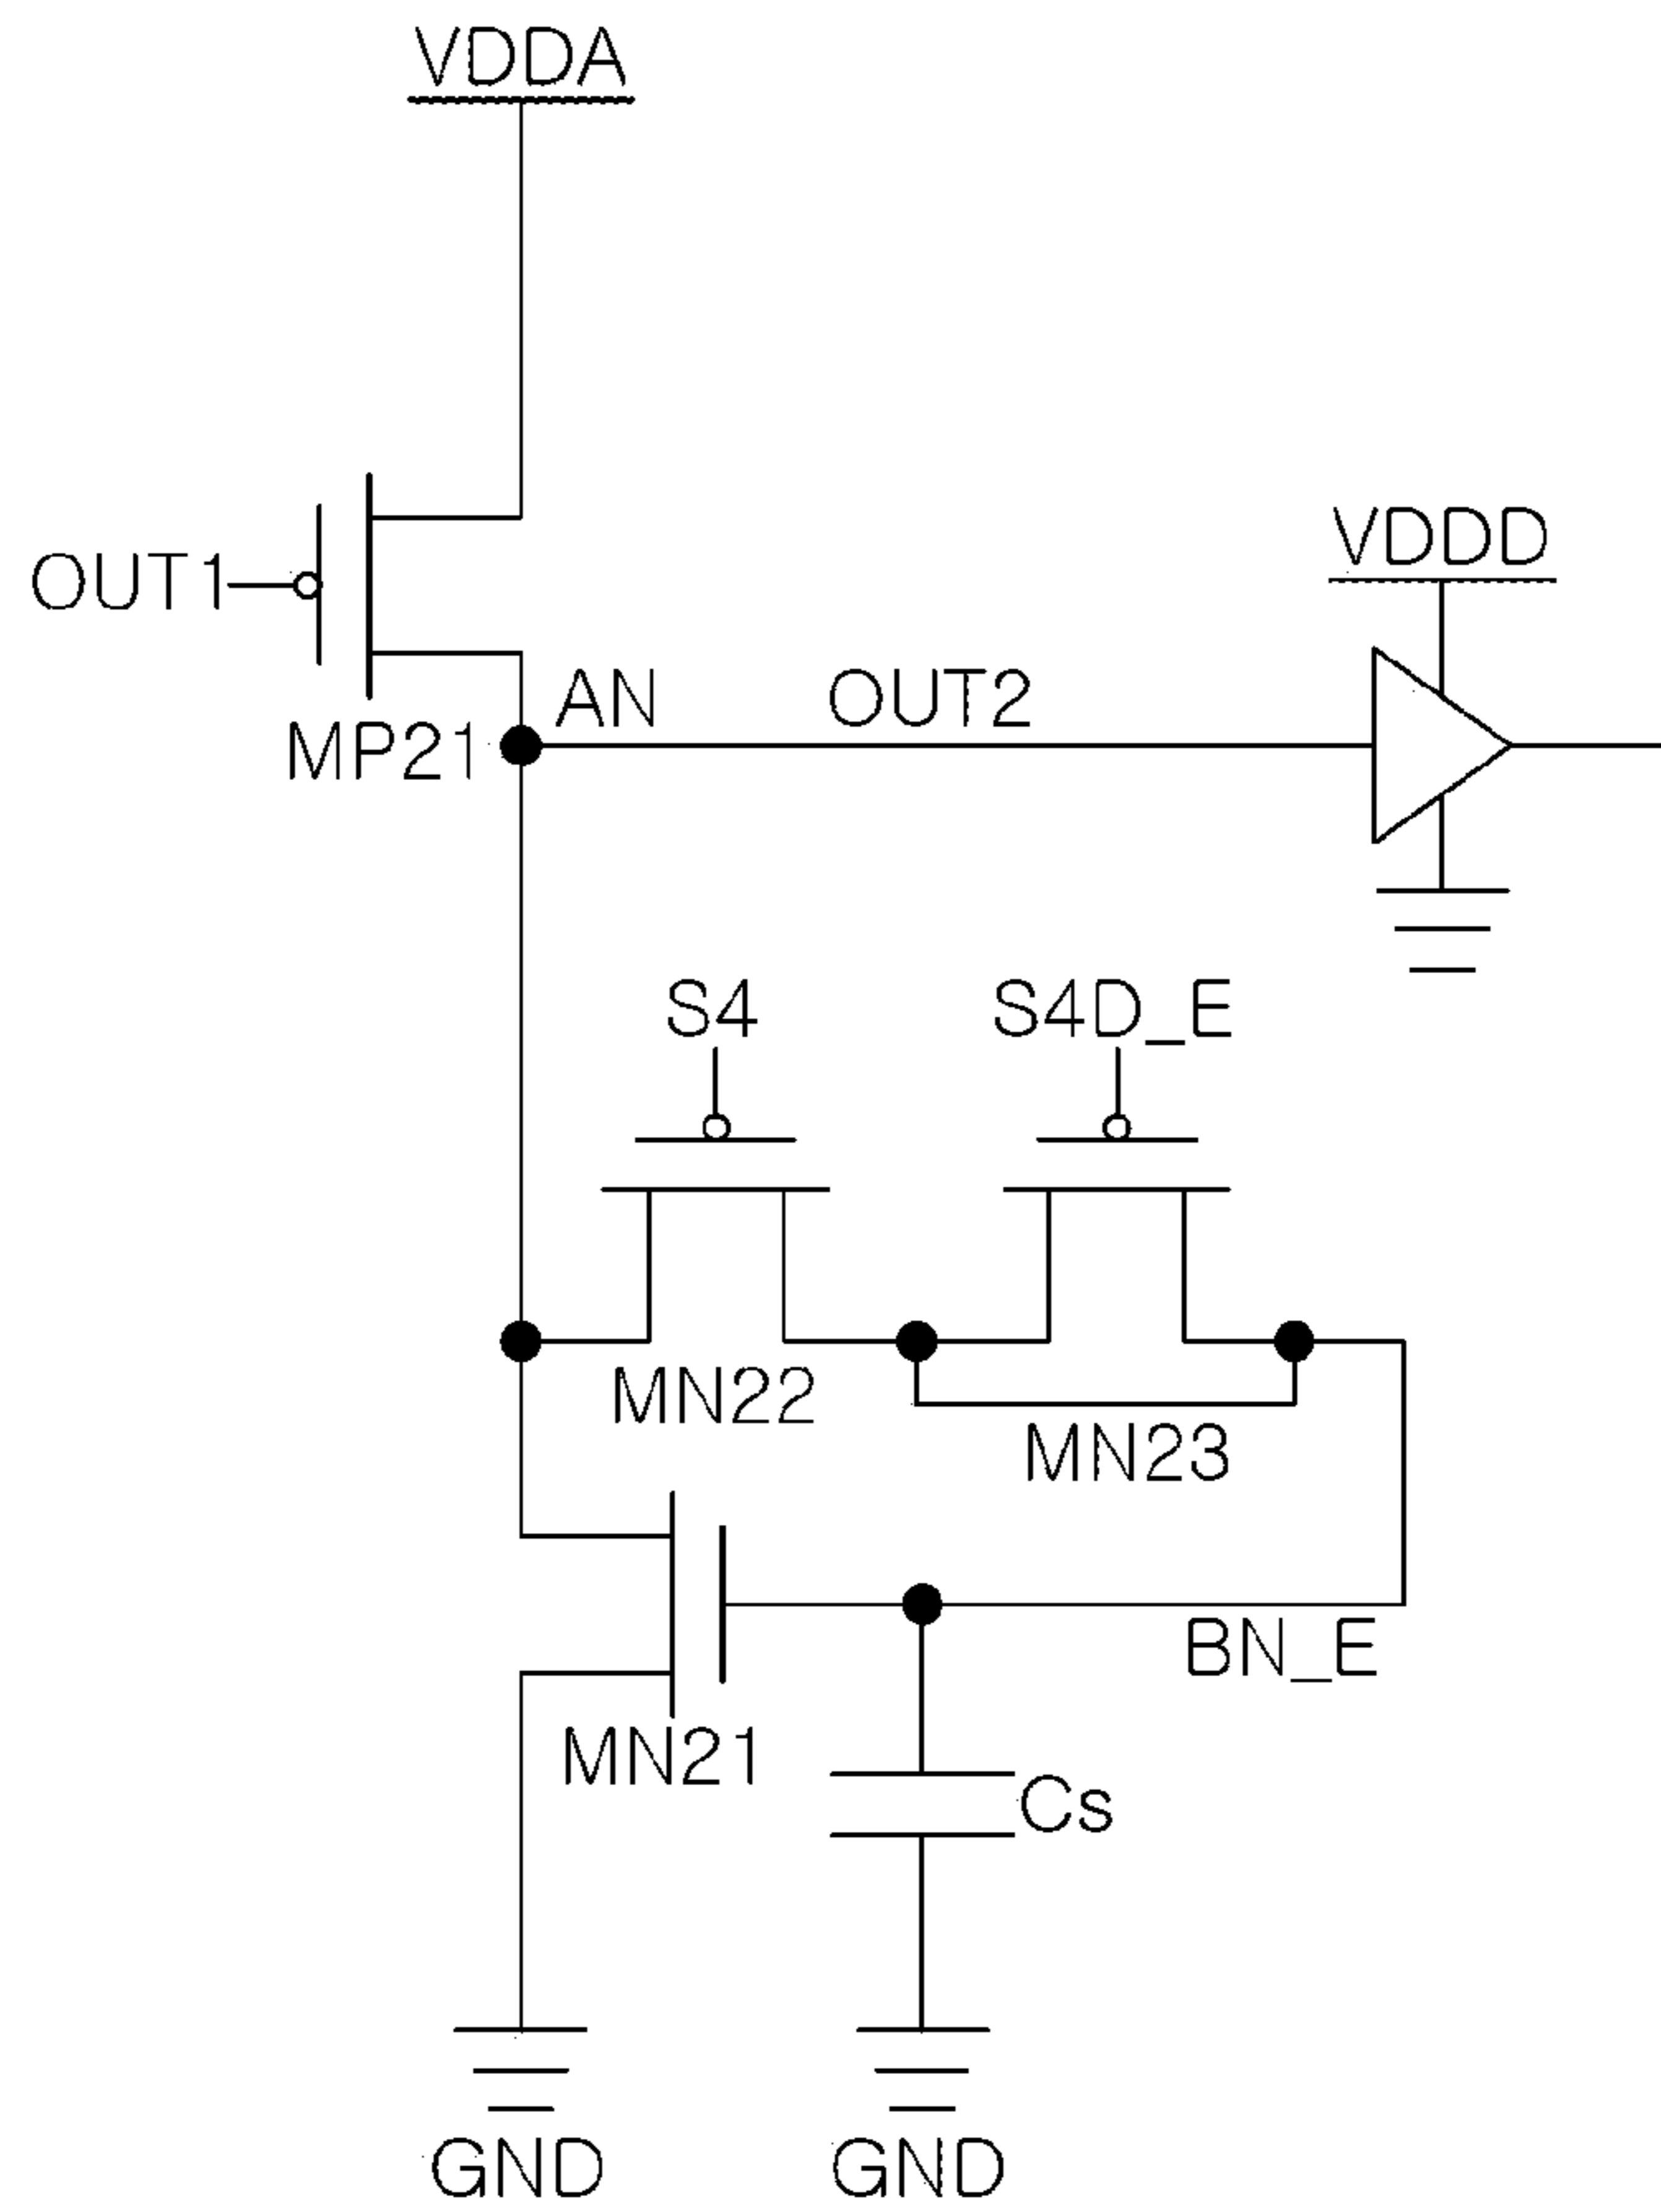 VDDA
VDDD
OUT1
AN
OUT2
MP21
S4
S4D_E
MN22
MN23
BN_E
MN21
Cs
GND
GND